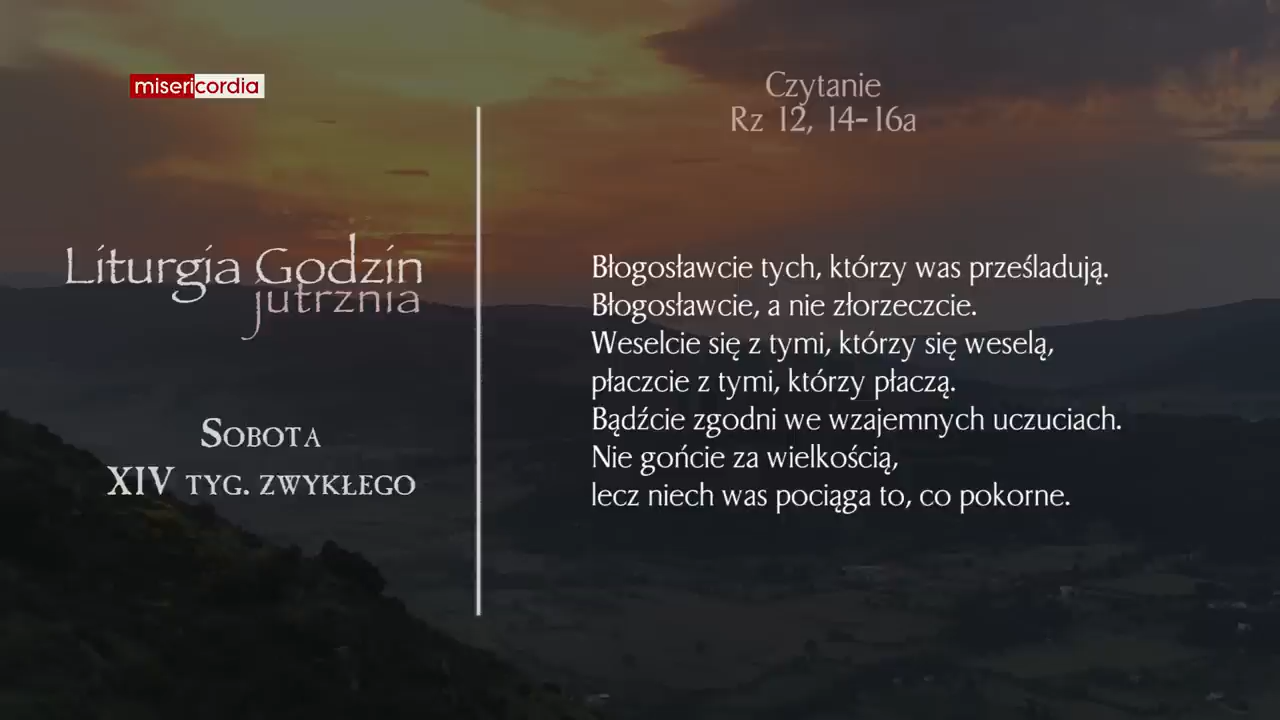 misericordia
Liturgia Godzin
jutrznia
Sobota
XIV tyg. zwykłego
Czytanie
Rz 12, 14-16a
Błogosławcie tych, którzy was prześladują.
Błogosławcie, a nie złorzeczcie.
Weselcie się z tymi, którzy się weselą,
płaczcie z tymi, którzy płaczą.
Bądźcie zgodni we wzajemnych uczuciach.
Nie gońcie za wielkością,
lecz niech was pociąga to, co pokorne.